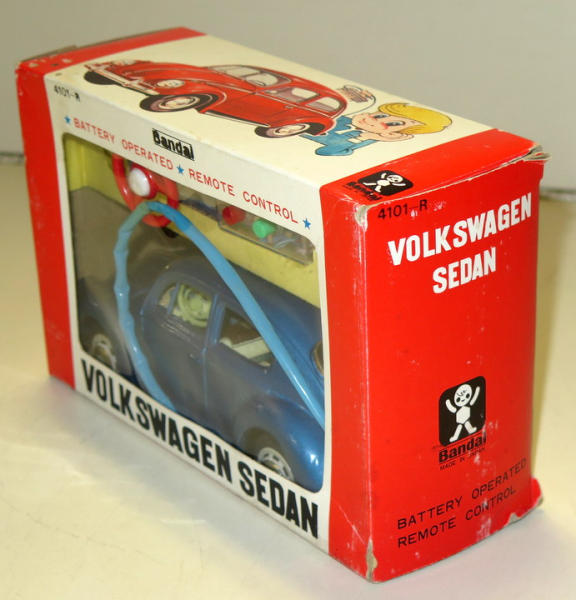 4101-R
Bandai
★ BATTERY OPERATED ★ REMOTE CONTROL ★
VOLKSWAGEN SEDAN
Bandai
4101-R
VOLKSWAGEN
SEDAN
Bandai
MADE IN JAPAN
BATTERY OPERATED
REMOTE CONTROL